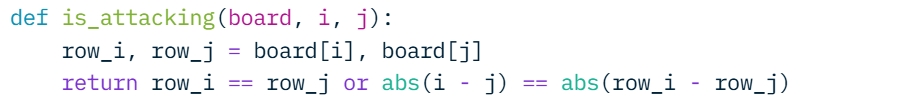 def is_attacking(board, i, j):
    row_i, row_j = board[i], board[j]
    return row_i == row_j or abs(i - j) == abs(row_i - row_j)